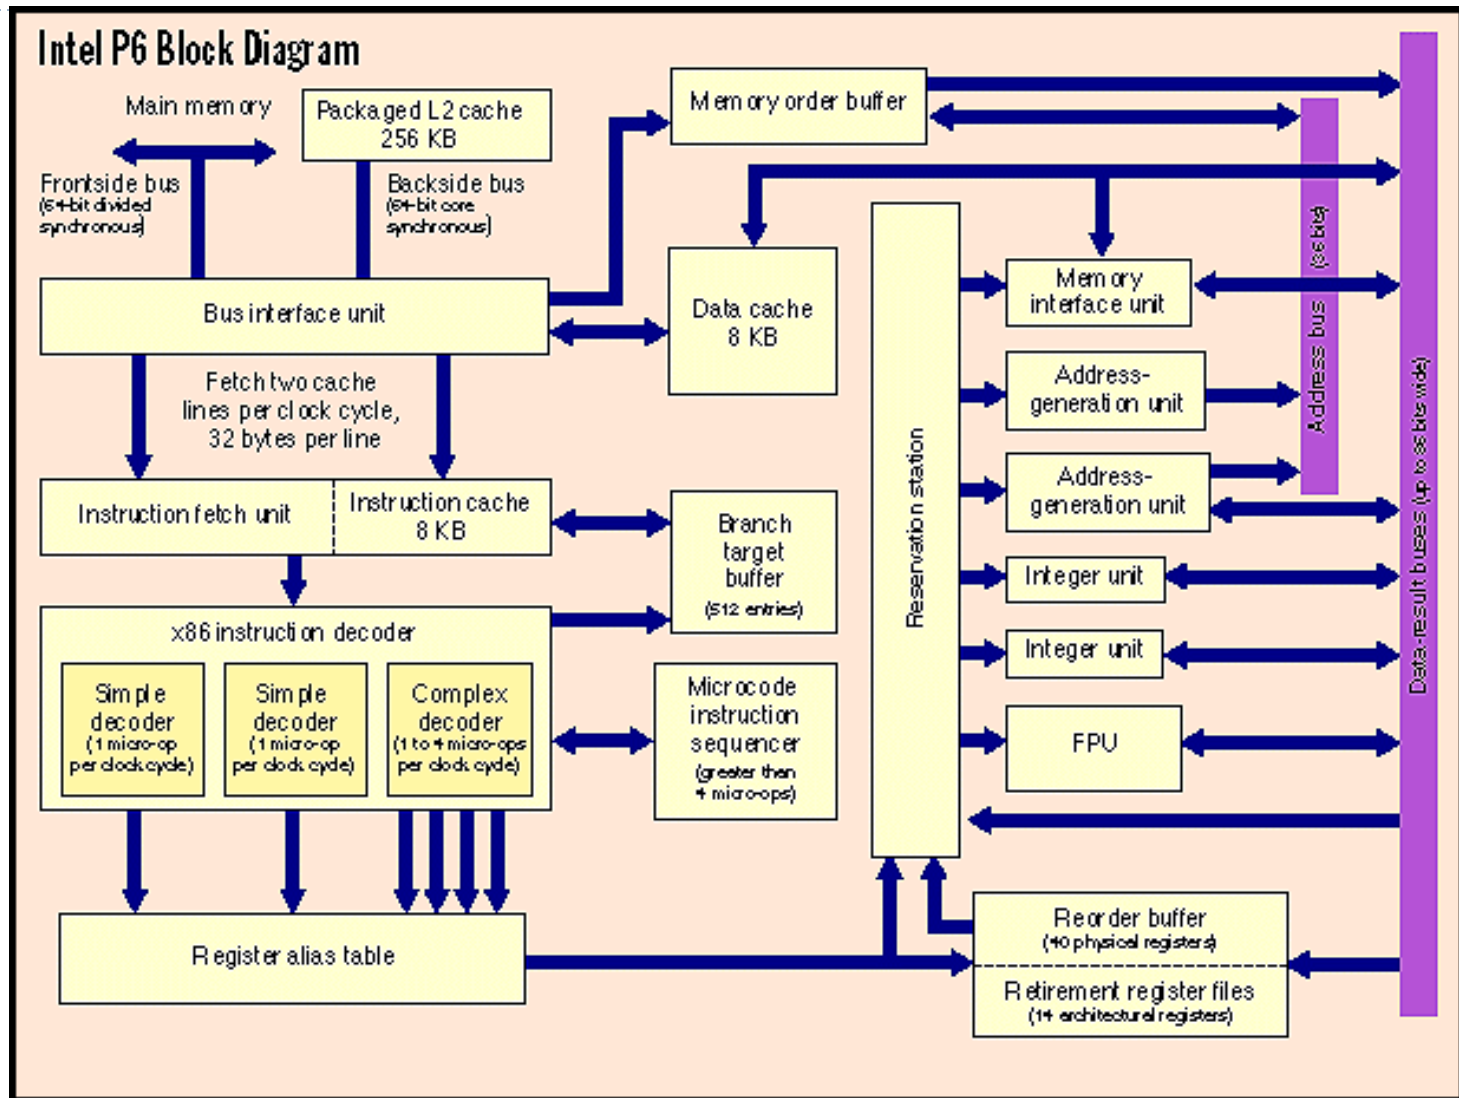 Intel P6 Block Diagram
Main memory
Packaged L2 cache
256 KB
Frontside bus
(64-bit divided
synchronous)
Backside bus
(64-bit core
synchronous)
Bus interface unit
Fetch two cache
lines per clock cycle,
32 bytes per line
Instruction fetch unit
Instruction cache
8 KB
x86 instruction decoder
Simple
decoder
(1 micro-op
per clock cycle)
Simple
decoder
(1 micro-op
per clock cycle)
Complex
decoder
(1 to 4 micro-ops
per clock cycle)
Register alias table
Memory order buffer
Data cache
8 KB
Branch
target
buffer
(512 entries)
Microcode
instruction
sequencer
(greater than
4 micro-ops)
Reservation station
Memory
interface unit
Address-
generation unit
Address-
generation unit
Integer unit
Integer unit
FPU
Reorder buffer
(40 physical registers)
Retirement register files
(14 architectural registers)
Address bus (36 bits)
Data-result buses (up to 86 bits wide)